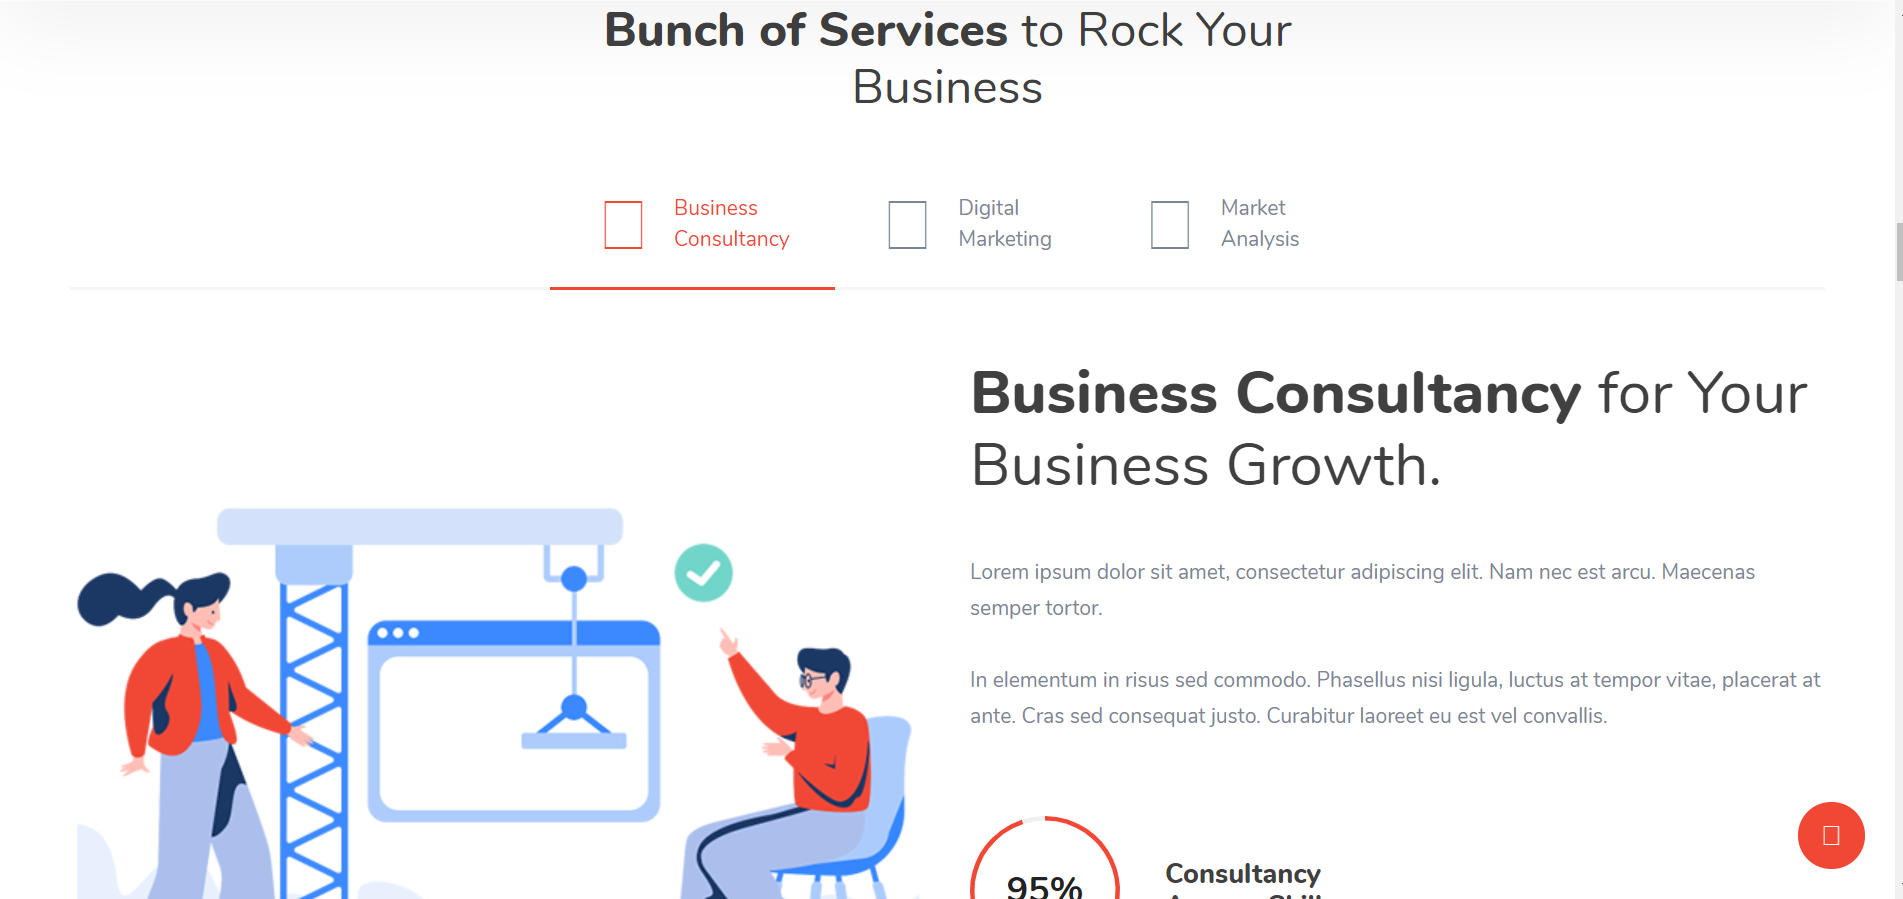 Bunch of Services to Rock Your
Business
Business
Consultancy
Digital
Marketing
Market
Analysis
Business Consultancy for Your
Business Growth.
Lorem ipsum dolor sit amet, consectetur adipiscing elit. Nam nec est arcu. Maecenas
semper tortor.
In elementum in risus sed commodo. Phasellus nisi ligula, luctus at tempor vitae, placerat at
ante. Cras sed consequat justo. Curabitur laoreet eu est vel convallis.
95%
Consultancy